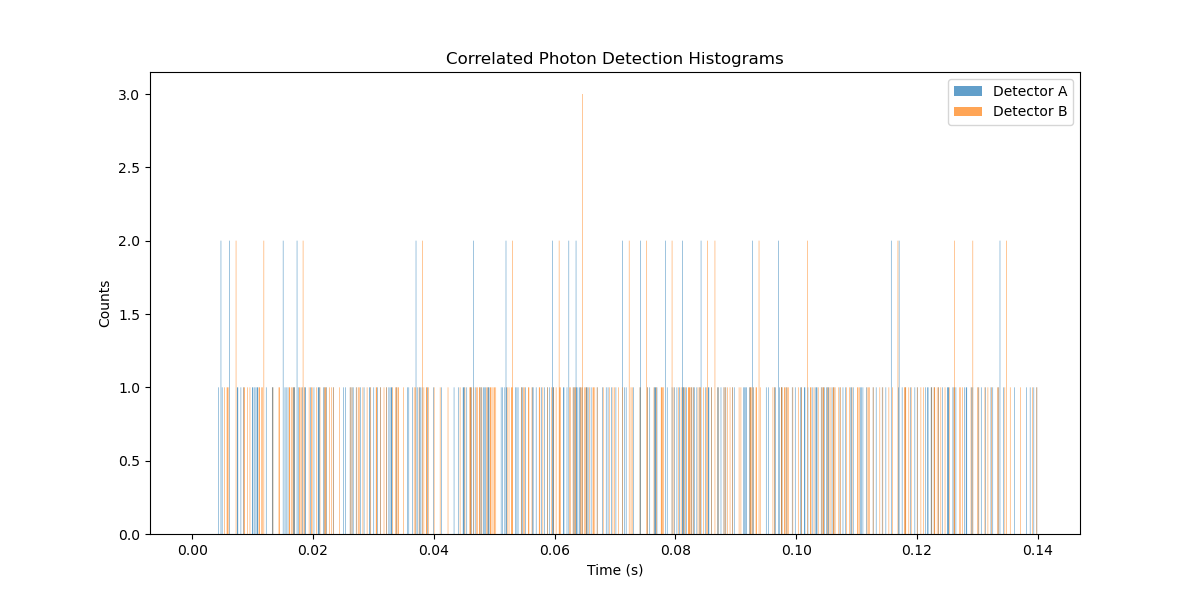 Correlated Photon Detection Histograms
Detector A
Detector B
Counts
3.0
2.5
2.0
1.5
1.0
0.5
0.0
0.00 0.02 0.04 0.06 0.08 0.10 0.12 0.14
Time (s)